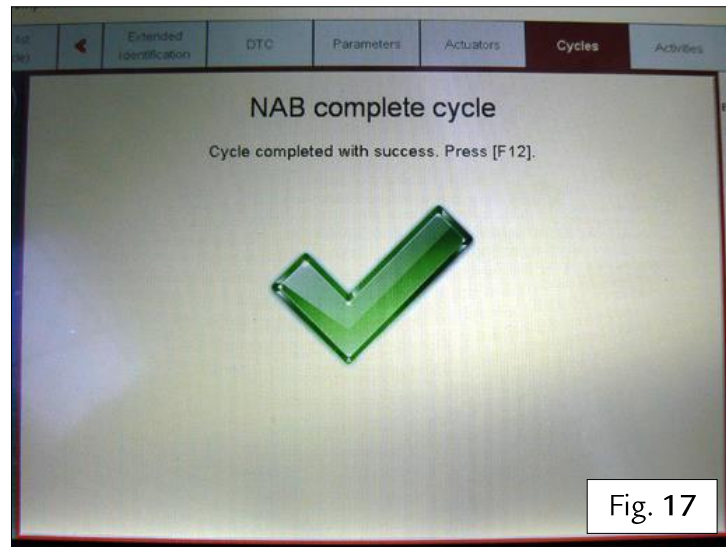 Extended
Identification
DTC
Parameters
Actuators
Cycles
Activities
NAB complete cycle
Cycle completed with success. Press [F12].
Fig. 17